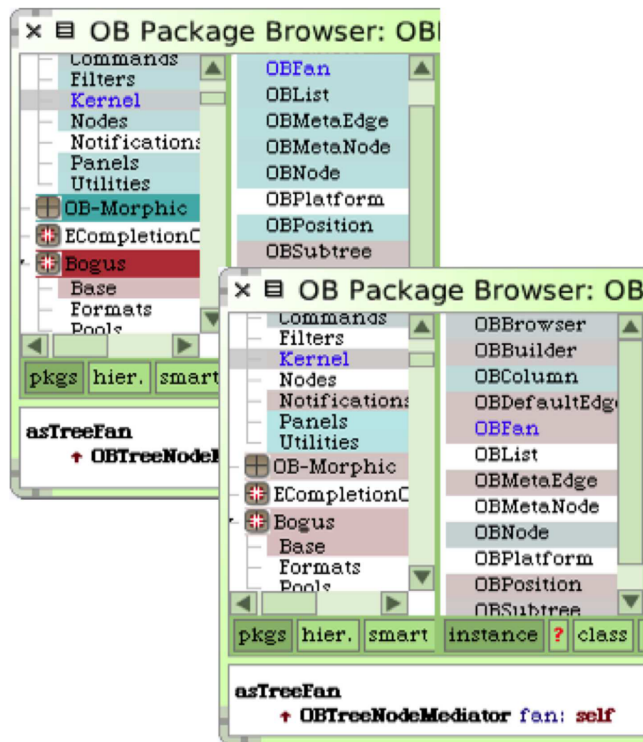 OB Package Browser: OB
Commands
Filters
Kernel
Nodes
Notifications
Panels
Utilities
OB-Morphic
ECompletionO
Bogus
Base
Formats
Pools
OBFan
OBList
OBMetaEdge
OBMetaNode
OBNode
OBPlatform
OBPosition
OBSubtree
pkgs hier. smart
asTreeFan
OBTreeNodeM
OB Package Browser: OB
Commands
Filters
Kernel
Nodes
Notifications
Panels
Utilities
OB-Morphic
ECompletionO
Bogus
Base
Formats
Pools
OBBrowser
OBBuilder
OBColumn
OBDefaultEdge
OBFan
OBList
OBMetaEdge
OBMetaNode
OBNode
OBPlatform
OBPosition
OBSubtree
pkgs hier. smart instance ? class
asTreeFan
↑ OBTreeNodeMediator fan: self